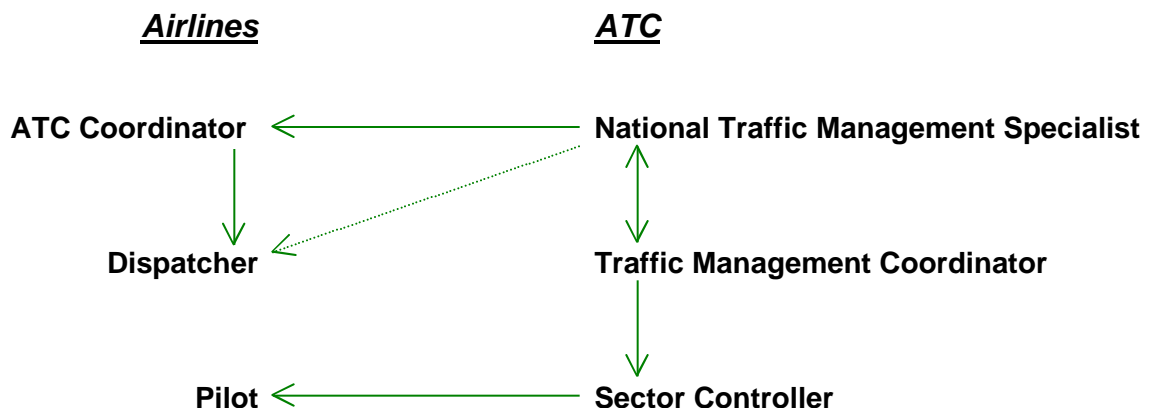 Airlines ATC
ATC Coordinator National Traffic Management Specialist
Dispatcher Traffic Management Coordinator
Pilot Sector Controller